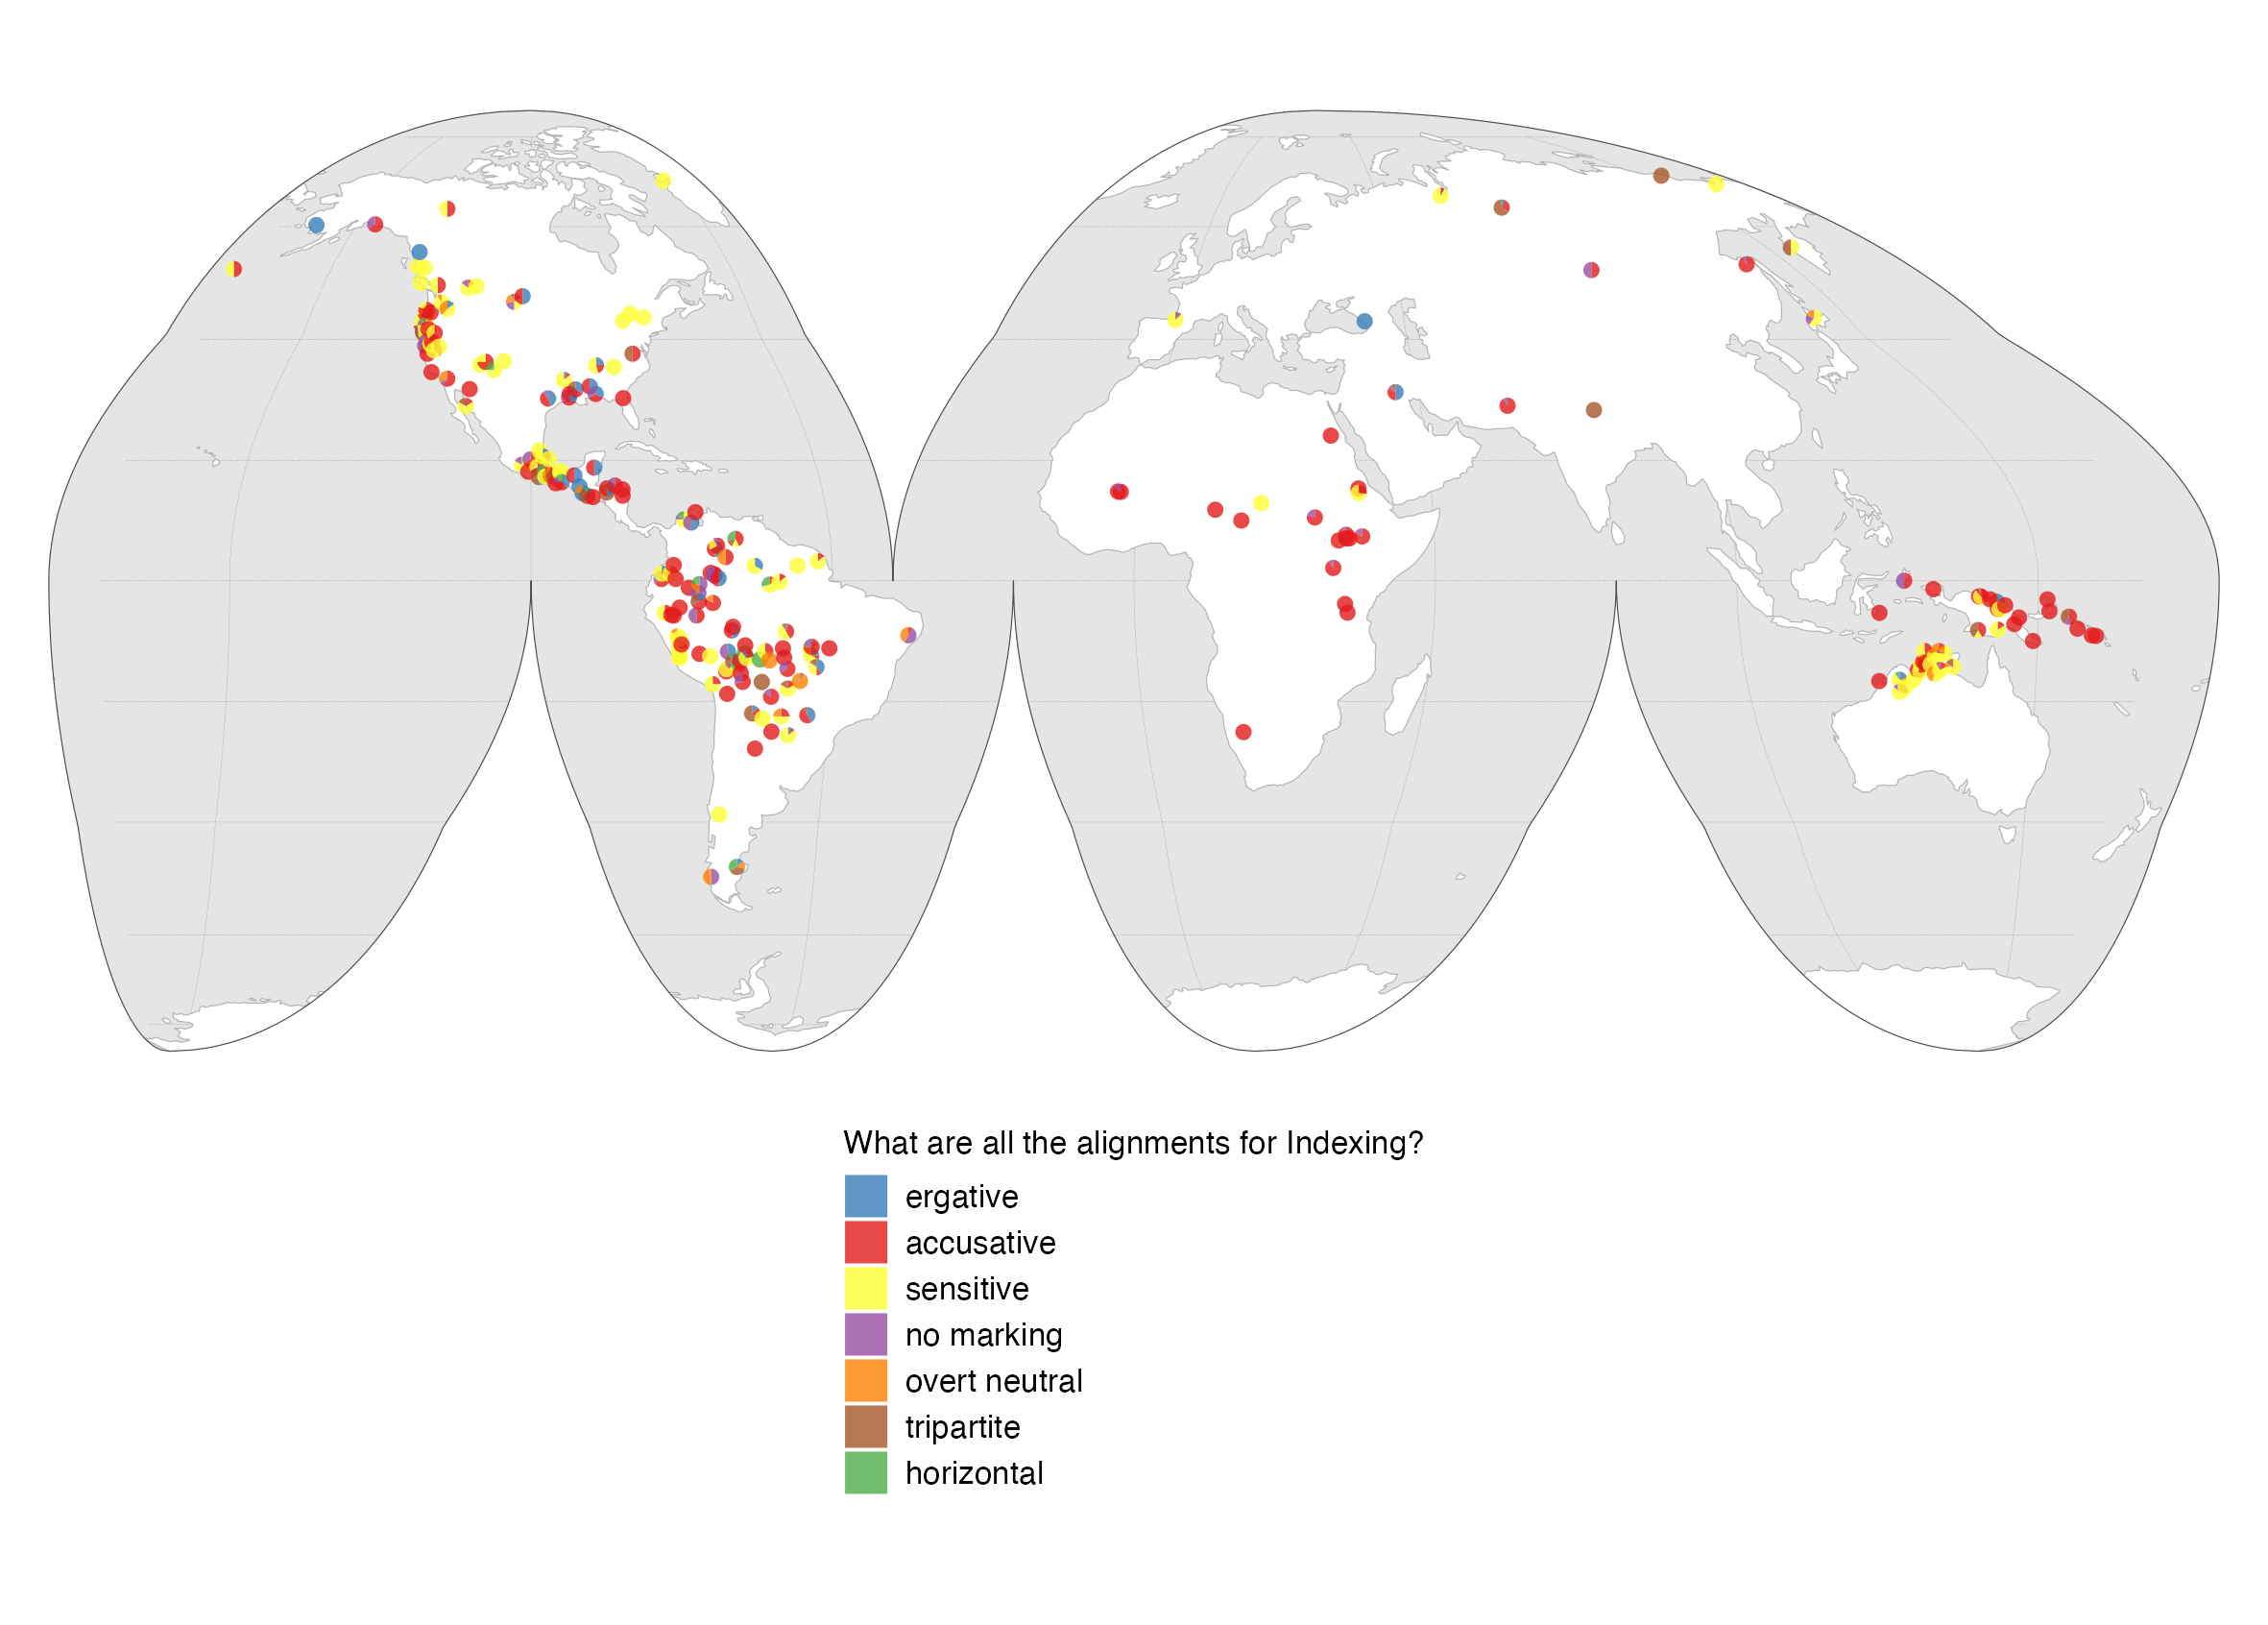 What are all the alignments for Indexing?
ergative
accusative
sensitive
no marking
overt neutral
tripartite
horizontal